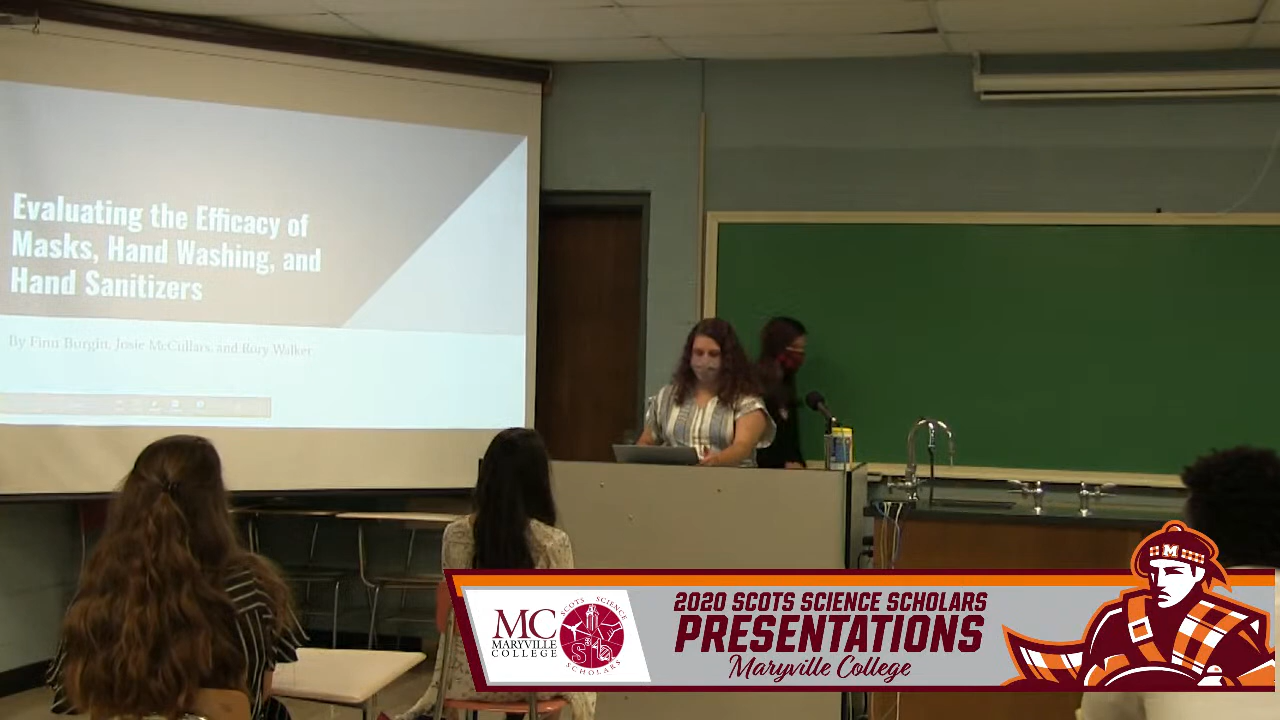 Evaluating the Efficacy of
Masks, Hand Washing, and
Hand Sanitizers
By Finn Burgin, Josie McCullars, and Rory Walker
MC
MARYVILLE
COLLEGE
SCOTS SCIENCE
SCHOLARS
2020 SCOTS SCIENCE SCHOLARS
PRESENTATIONS
Maryville College
M